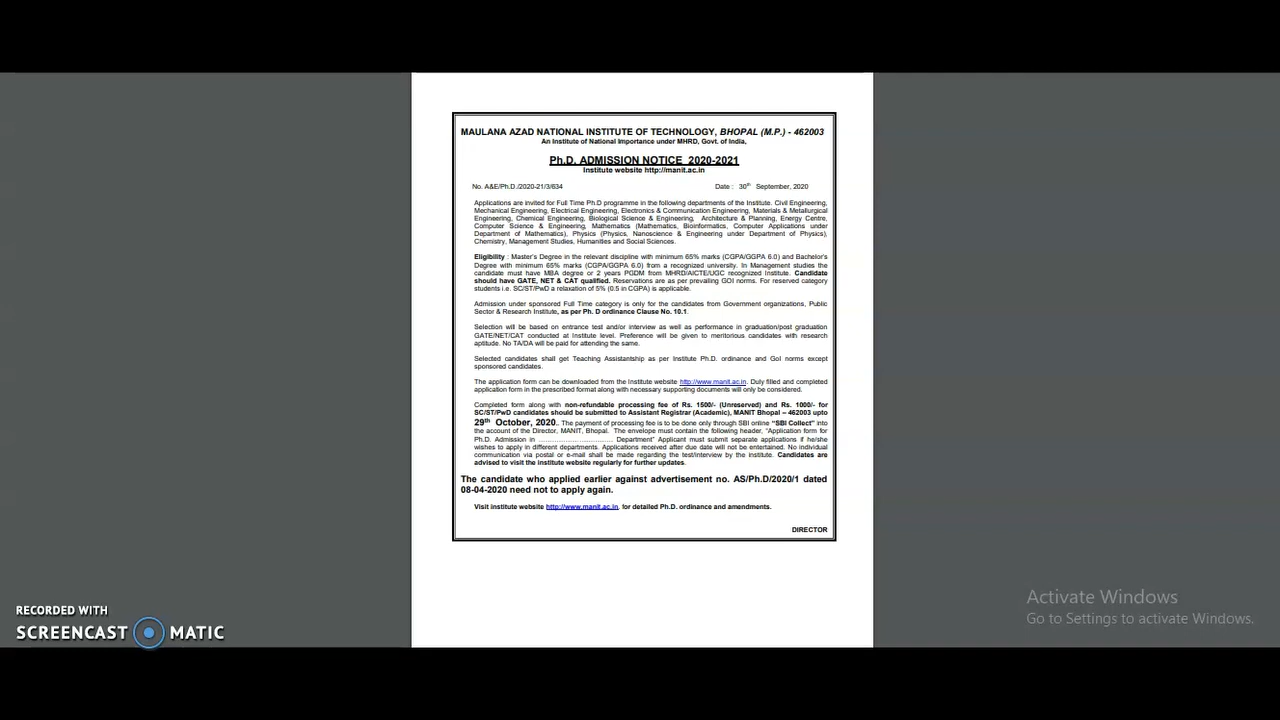 MAULANA AZAD NATIONAL INSTITUTE OF TECHNOLOGY, BHOPAL (M.P.) - 462003
An Institute of National Importance under MHRD, Govt. of India,
Ph.D. ADMISSION NOTICE 2020-2021
Institute website http://manit.ac.in
No. A&E/Ph.D./2020-21/3/634 Date : 30th September, 2020
Applications are invited for Full Time Ph.D programme in the following departments of the Institute. Civil Engineering,
Mechanical Engineering, Electrical Engineering, Electronics & Communication Engineering, Materials & Metallurgical
Engineering, Chemical Engineering, Biological Science & Engineering, Architecture & Planning, Energy Centre,
Computer Science & Engineering, Mathematics (Mathematics, Bioinformatics, Computer Applications under
Department of Mathematics), Physics (Physics, Nanoscience & Engineering under Department of Physics),
Chemistry, Management Studies, Humanities and Social Sciences.
Eligibility : Master's Degree in the relevant discipline with minimum 65% marks (CGPA/GGPA 6.0) and Bachelor's
Degree with minimum 65% marks (CGPA/GGPA 6.0) from a recognized university. In Management studies the
candidate must have MBA degree or 2 years PGDM from MHRD/AICTE/UGC recognized Institute. Candidate
should have GATE, NET & CAT qualified. Reservations are as per prevailing GOI norms. For reserved category
students i.e. SC/ST/PwD a relaxation of 5% (0.5 in CGPA) is applicable.
Admission under sponsored Full Time category is only for the candidates from Government organizations, Public
Sector & Research Institute, as per Ph. D ordinance Clause No. 10.1.
Selection will be based on entrance test and/or interview as well as performance in graduation/post graduation
GATE/NET/CAT conducted at Institute level. Preference will be given to meritorious candidates with research
aptitude. No TA/DA will be paid for attending the same.
Selected candidates shall get Teaching Assistantship as per Institute Ph.D. ordinance and GoI norms except
sponsored candidates.
The application form can be downloaded from the Institute website http://www.manit.ac.in. Duly filled and completed
application form in the prescribed format along with necessary supporting documents will only be considered.
Completed form along with non-refundable processing fee of Rs. 1500/- (Unreserved) and Rs. 1000/- for
SC/ST/PwD candidates should be submitted to Assistant Registrar (Academic), MANIT Bhopal – 462003 upto
29th October, 2020.. The payment of processing fee is to be done only through SBI online "SBI Collect" into
the account of the Director, MANIT, Bhopal. The envelope must contain the following header, "Application form for
Ph.D. Admission in .................................... Department" Applicant must submit separate applications if he/she
wishes to apply in different departments. Applications received after due date will not be entertained. No individual
communication via postal or e-mail shall be made regarding the test/interview by the institute. Candidates are
advised to visit the institute website regularly for further updates.
The candidate who applied earlier against advertisement no. AS/Ph.D/2020/1 dated
08-04-2020 need not to apply again.
Visit institute website http://www.manit.ac.in. for detailed Ph.D. ordinance and amendments.
DIRECTOR
Activate Windows
Go to Settings to activate Windows.
RECORDED WITH
SCREENCAST MATIC